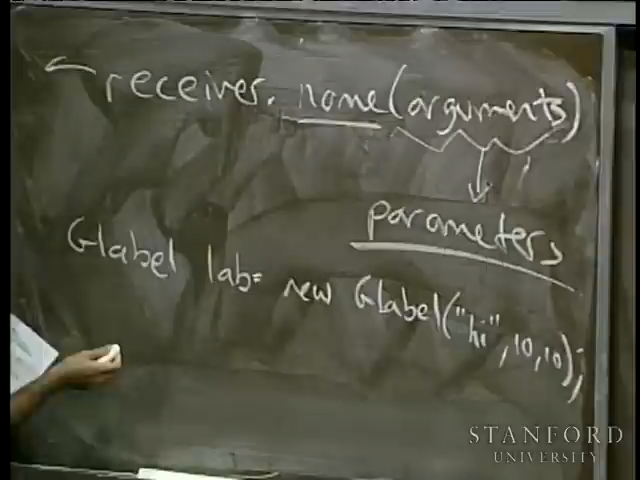 receiver. name(arguments)
parameters
Glabel lab= new GLabel("hi", 10, 10);
STANFORD
UNIVERSITY